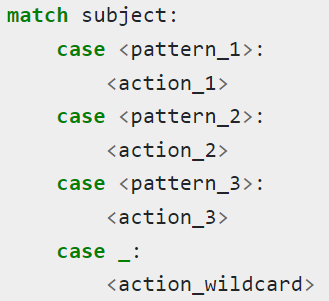 match subject:
    case <pattern_1>:
        <action_1>
    case <pattern_2>:
        <action_2>
    case <pattern_3>:
        <action_3>
    case _:
        <action_wildcard>